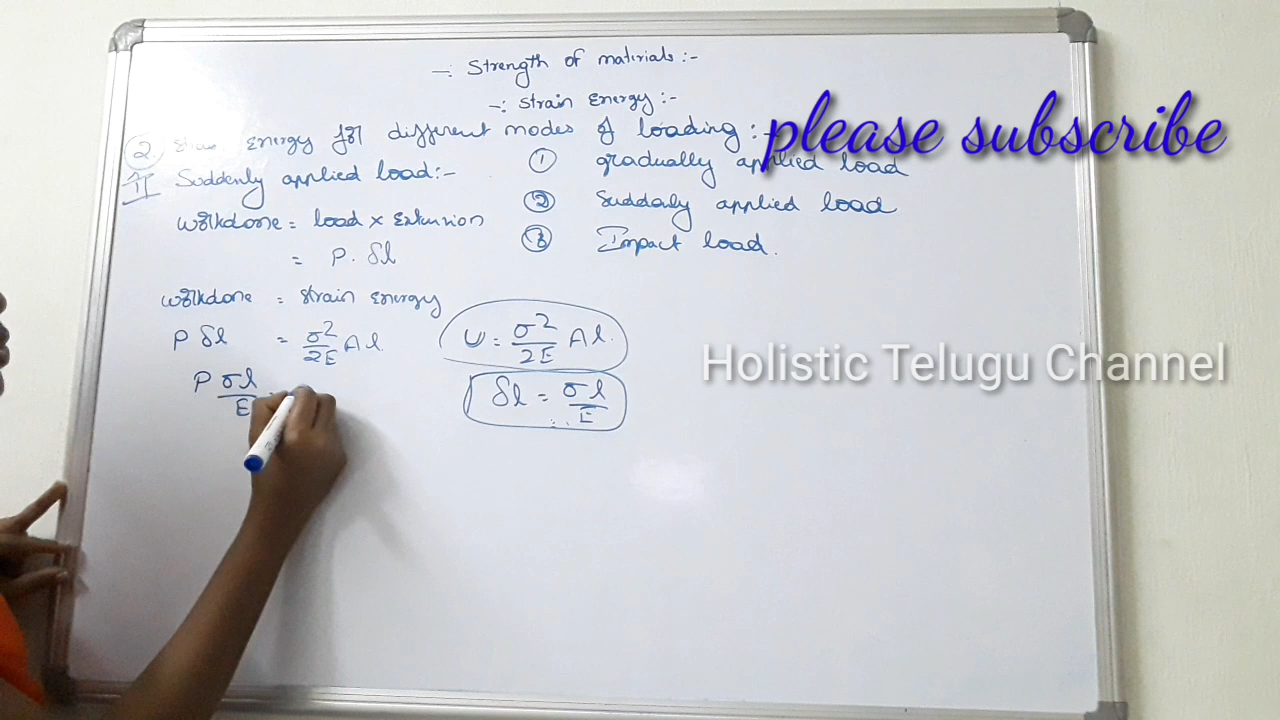 -: Strength of materials :-
-: Strain Energy :-
2. Strain Energy for different modes of loading :-
II Suddenly applied load:-
workdone = load x Extension
= P. δl
① gradually applied load
② Suddenly applied load
③ Impact load.
workdone = strain energy
P δl = σ²/2E Al.
P σl/E
U = σ²/2E Al.
δl = σl/E
please subscribe
Holistic Telugu Channel